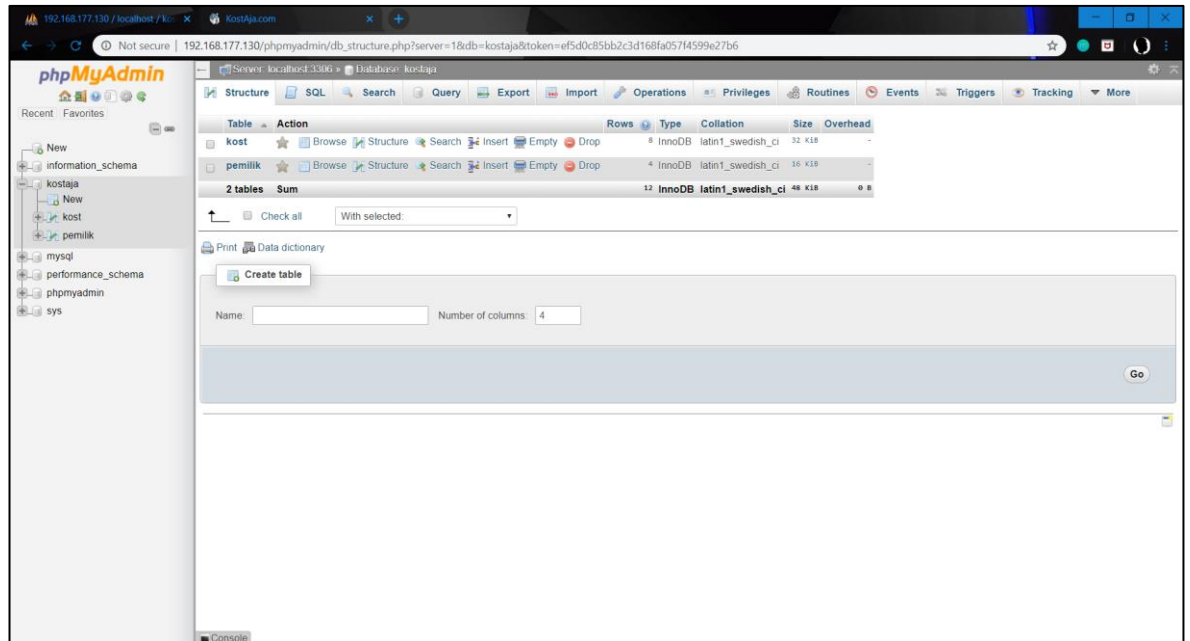 192.168.177.130 / localhost / ko
KostAja.com
Not secure | 192.168.177.130/phpmyadmin/db_structure.php?server=1&db=kostaja&token=ef5d0c85bb2c3d168fa057f4599e27b6
phpMyAdmin
Recent Favorites
New
information_schema
kostaja
New
kost
pemilik
mysql
performance_schema
phpmyadmin
sys
Server: localhost:3306 » Database: kostaja
Structure SQL Search Query Export Import Operations Privileges Routines Events Triggers Tracking More
Table Action Rows Type Collation Size Overhead
kost Browse Structure Search Insert Empty Drop 8 InnoDB latin1_swedish_ci 32 KiB -
pemilik Browse Structure Search Insert Empty Drop 4 InnoDB latin1_swedish_ci 16 KiB -
2 tables Sum 12 InnoDB latin1_swedish_ci 48 KiB 0 B
Check all With selected:
Print Data dictionary
Create table
Name: Number of columns: 4
Go
Console